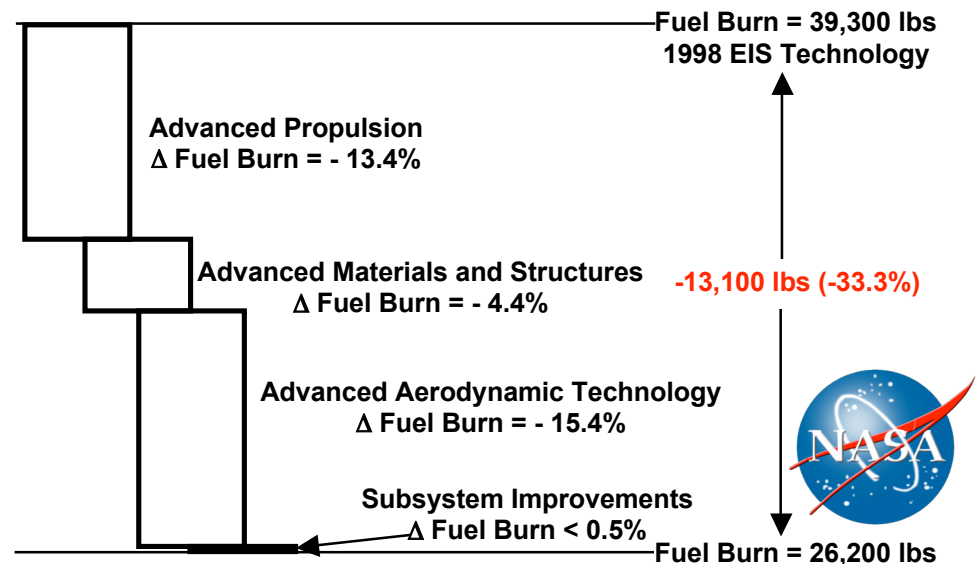 Fuel Burn = 39,300 lbs
1998 EIS Technology
Advanced Propulsion
Δ Fuel Burn = - 13.4%
Advanced Materials and Structures
Δ Fuel Burn = - 4.4%
-13,100 lbs (-33.3%)
Advanced Aerodynamic Technology
Δ Fuel Burn = - 15.4%
NASA
Subsystem Improvements
Δ Fuel Burn < 0.5%
Fuel Burn = 26,200 lbs